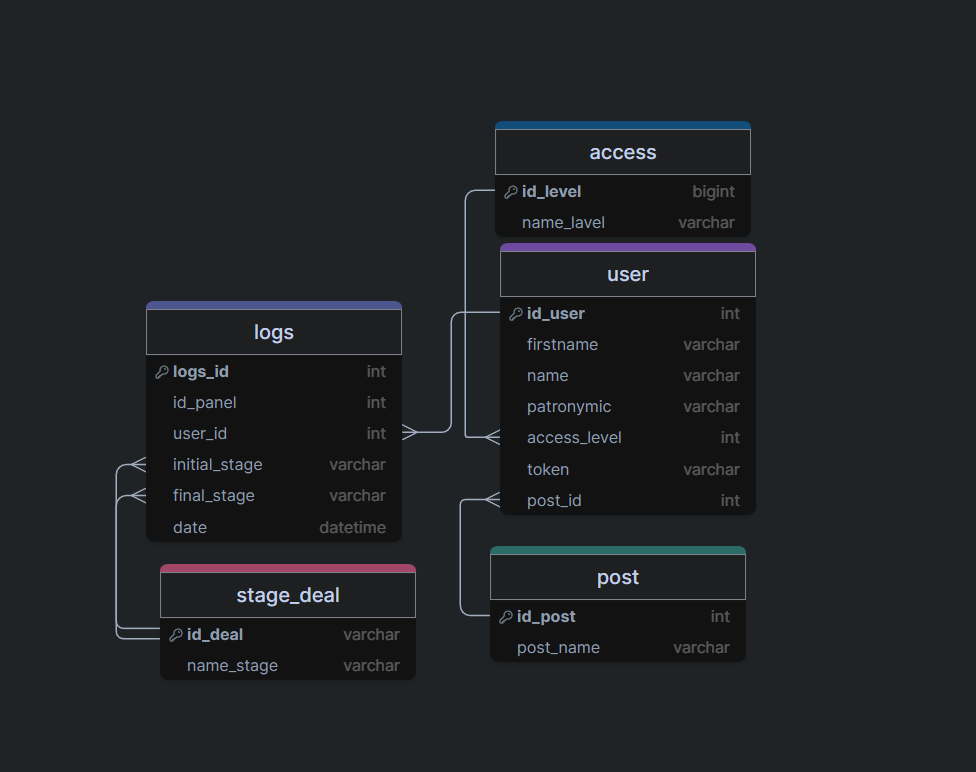 access
id_level bigint
name_lavel varchar
user
id_user int
firstname varchar
name varchar
patronymic varchar
access_level int
token varchar
post_id int
logs
logs_id int
id_panel int
user_id int
initial_stage varchar
final_stage varchar
date datetime
stage_deal
id_deal varchar
name_stage varchar
post
id_post int
post_name varchar